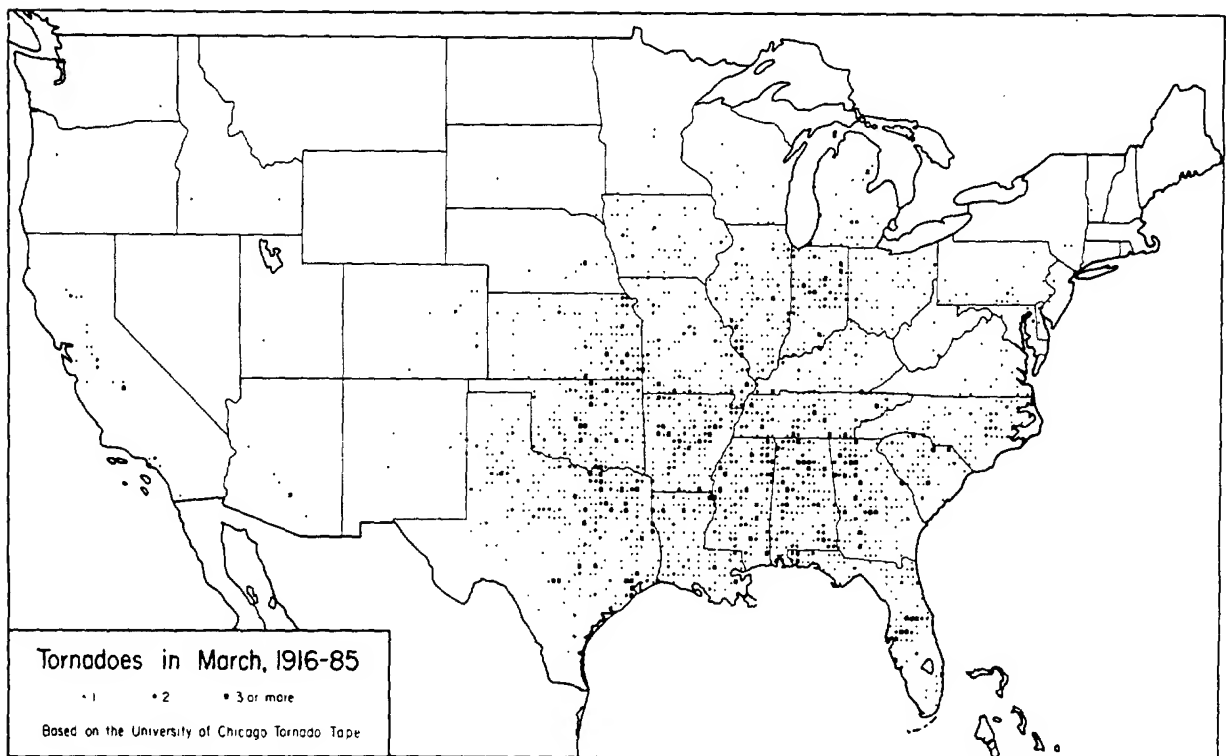 Tornadoes in March, 1916-85
• 1 • 2 • 3 or more
Based on the University of Chicago Tornado Tape